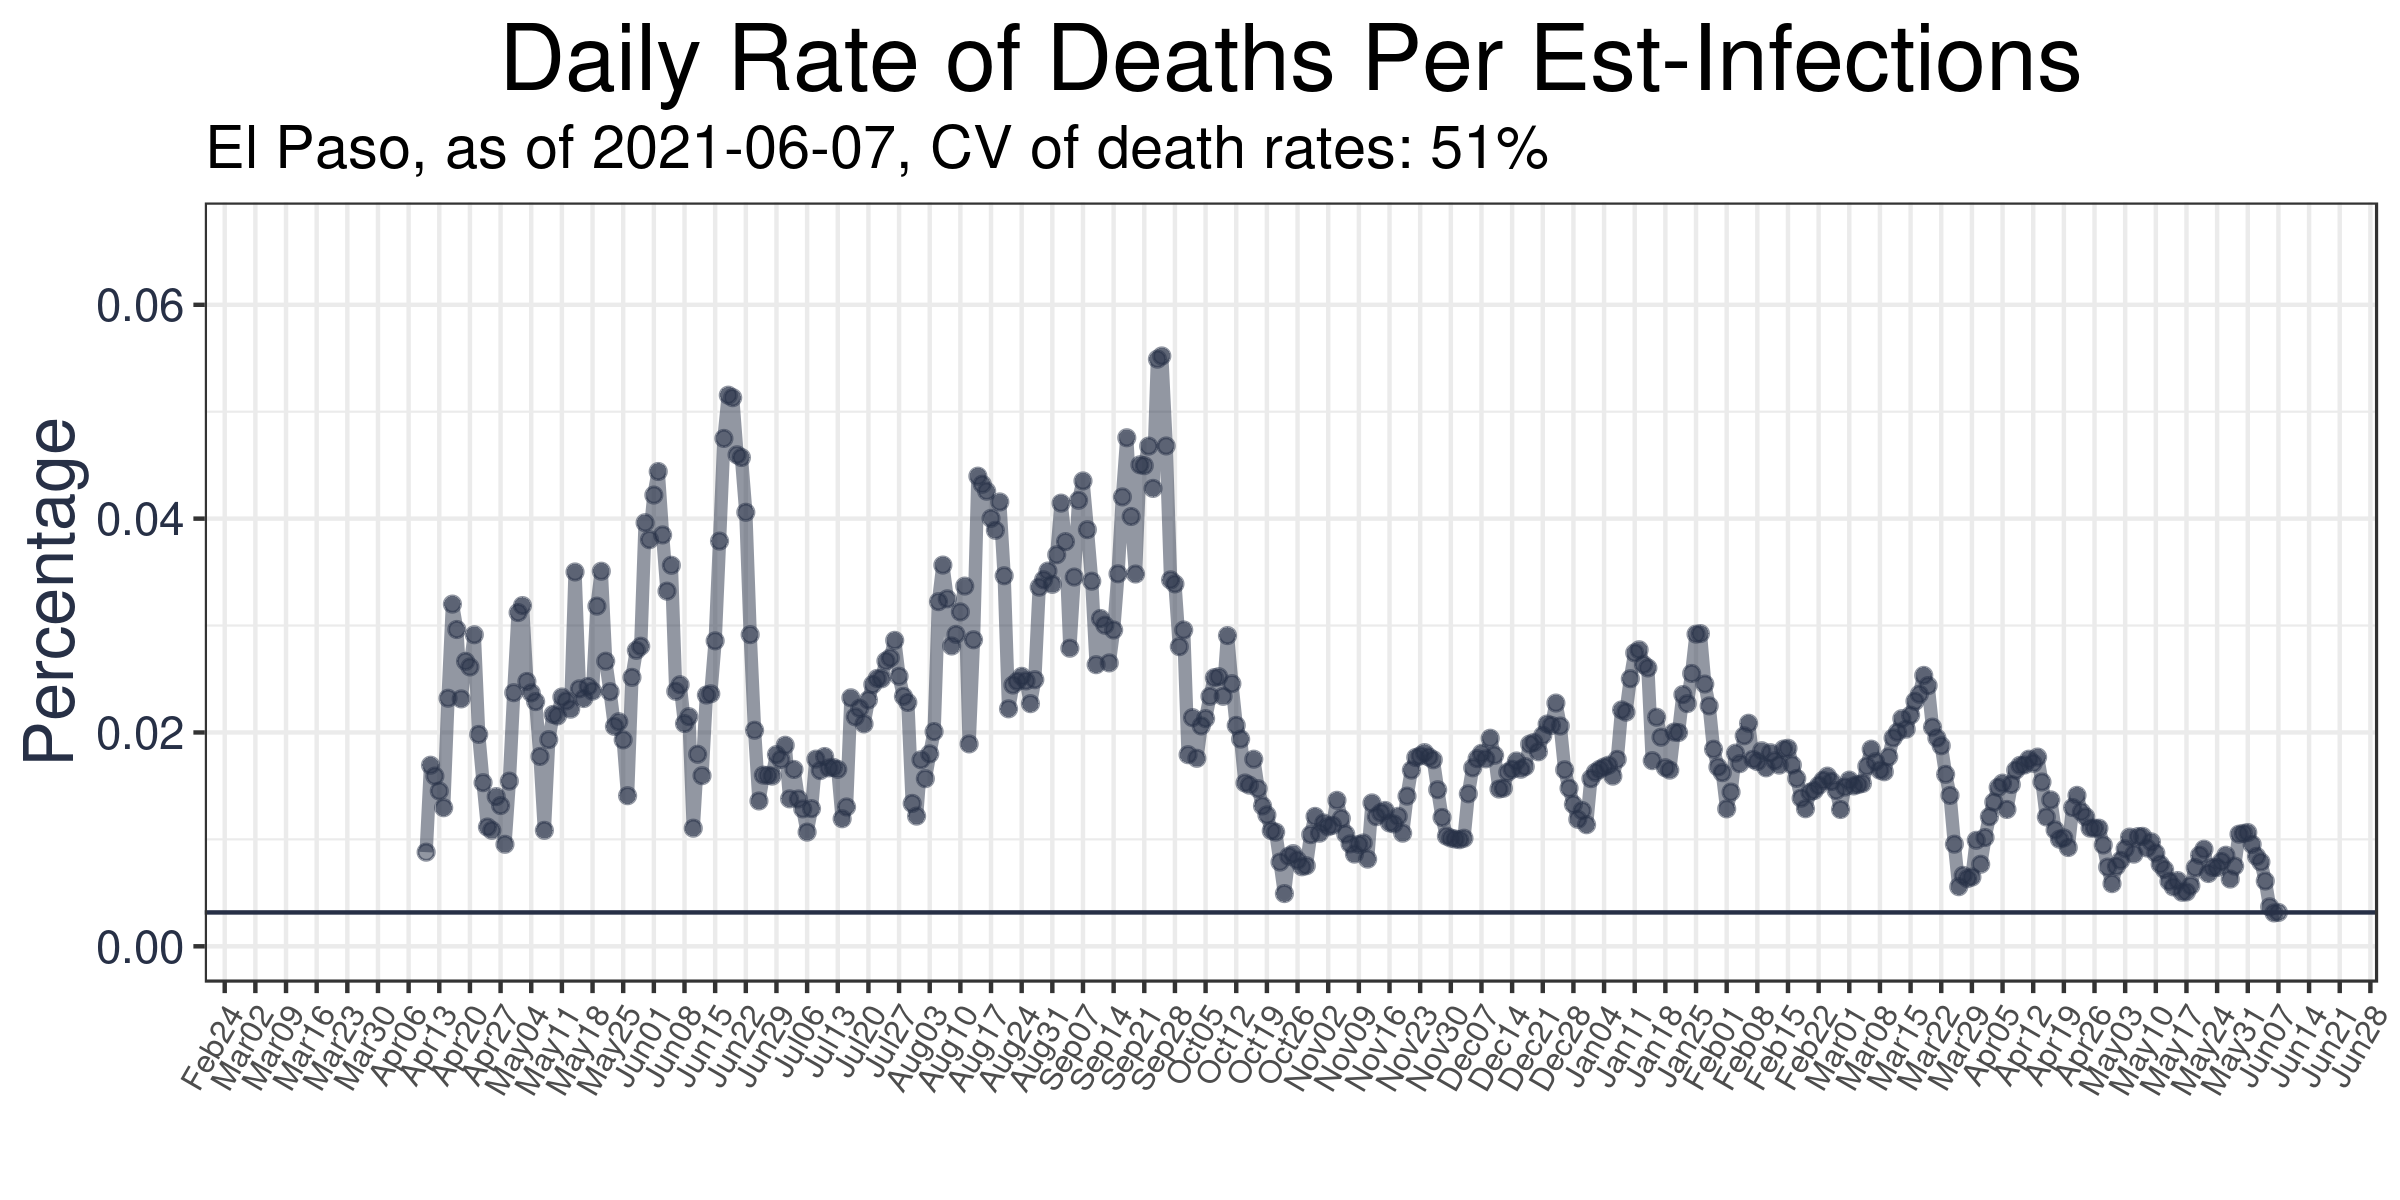 Daily Rate of Deaths Per Est-Infections
El Paso, as of 2021-06-07, CV of death rates: 51%
Percentage
0.06
0.04
0.02
0.00
Feb24
Mar02
Mar09
Mar16
Mar23
Mar30
Apr06
Apr13
Apr20
Apr27
May04
May11
May18
May25
Jun01
Jun08
Jun15
Jun22
Jun29
Jul06
Jul13
Jul20
Jul27
Aug03
Aug10
Aug17
Aug24
Aug31
Sep07
Sep14
Sep21
Sep28
Oct05
Oct12
Oct19
Oct26
Nov02
Nov09
Nov16
Nov23
Nov30
Dec07
Dec14
Dec21
Dec28
Jan04
Jan11
Jan18
Jan25
Feb01
Feb08
Feb15
Feb22
Mar01
Mar08
Mar15
Mar22
Mar29
Apr05
Apr12
Apr19
Apr26
May03
May10
May17
May24
May31
Jun07
Jun14
Jun21
Jun28